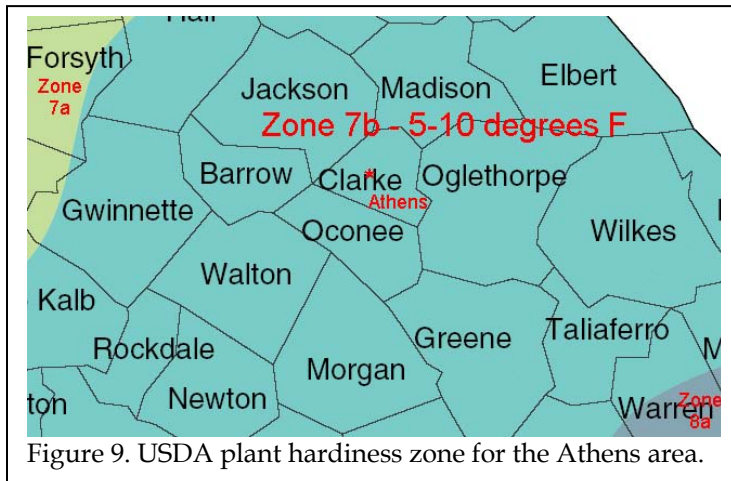 Forsyth
Zone
7a
Jackson
Madison
Elbert
Zone 7b - 5-10 degrees F
Barrow
Clarke
*
Athens
Oglethorpe
Gwinnette
Oconee
Wilkes
Walton
Kalb
Rockdale
Newton
Morgan
Greene
Taliaferro
ton
Warren
Zone
8a
Figure 9. USDA plant hardiness zone for the Athens area.